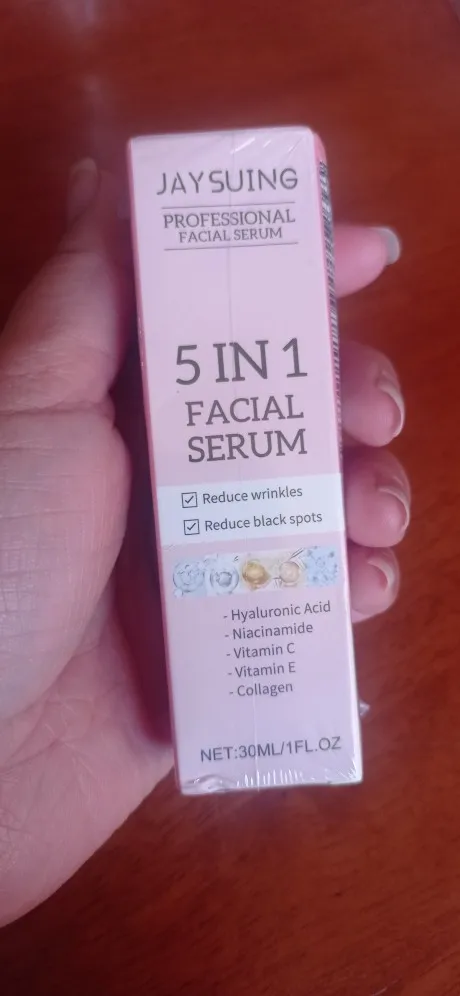 JAYSUING
PROFESSIONAL
FACIAL SERUM
5 IN 1
FACIAL
SERUM
Reduce wrinkles
Reduce black spots
- Hyaluronic Acid
- Niacinamide
- Vitamin C
- Vitamin E
- Collagen
NET:30ML/1FL.OZ